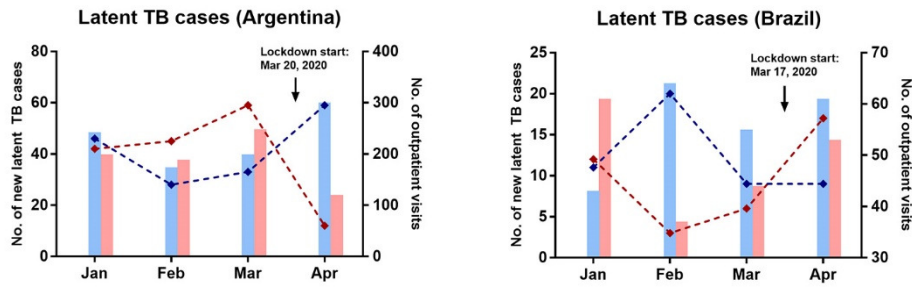 Latent TB cases (Argentina)
No. of new latent TB cases
80
60
40
20
0
Lockdown start:
Mar 20, 2020
400
300
200
100
0
No. of outpatient visits
Jan Feb Mar Apr
Latent TB cases (Brazil)
No. of new latent TB cases
25
20
15
10
5
0
Lockdown start:
Mar 17, 2020
70
60
50
40
30
No. of outpatient visits
Jan Feb Mar Apr